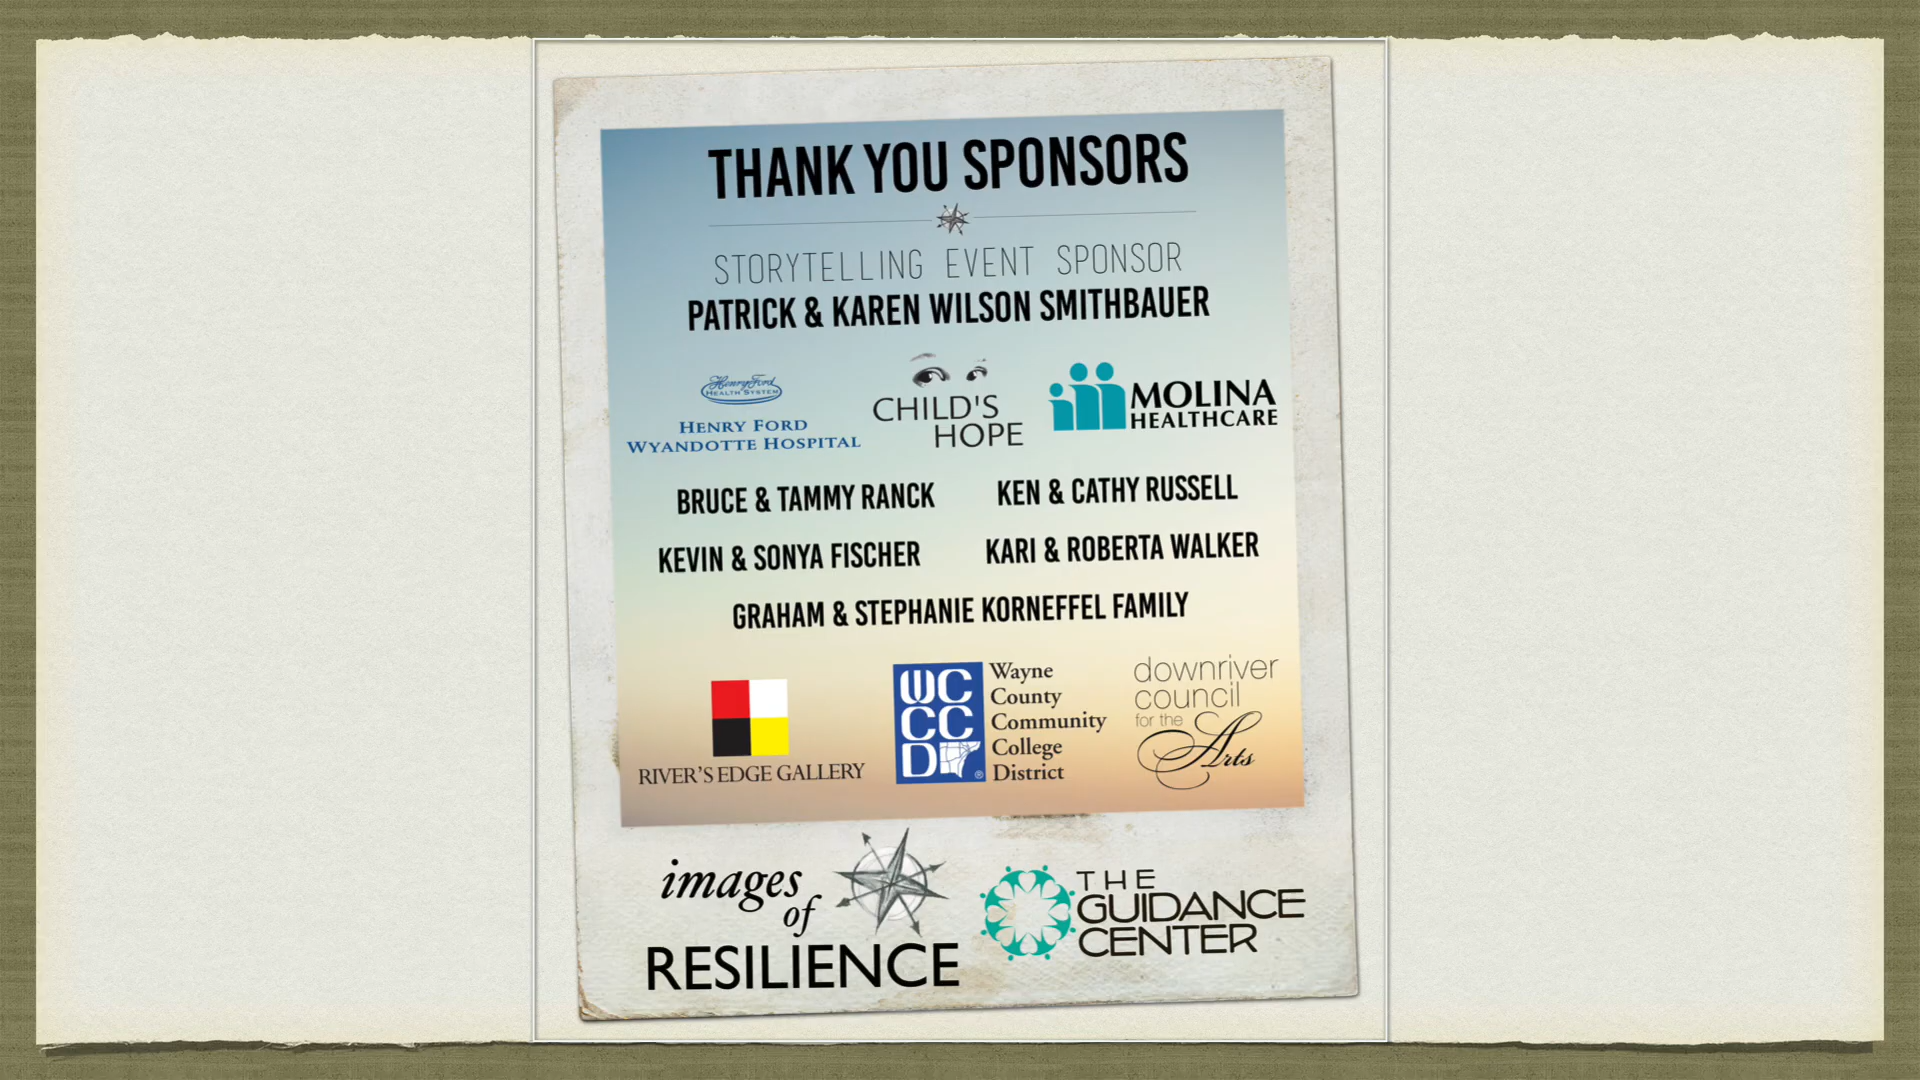 THANK YOU SPONSORS
STORYTELLING EVENT SPONSOR
PATRICK & KAREN WILSON SMITHBAUER
Henry Ford
HEALTH SYSTEM
HENRY FORD
WYANDOTTE HOSPITAL
CHILD'S
HOPE
MOLINA
HEALTHCARE
BRUCE & TAMMY RANCK
KEN & CATHY RUSSELL
KEVIN & SONYA FISCHER
KARI & ROBERTA WALKER
GRAHAM & STEPHANIE KORNEFFEL FAMILY
RIVER'S EDGE GALLERY
WC
CC
D ®
Wayne
County
Community
College
District
downriver
council
for the
Arts
images
of
RESILIENCE
THE
GUIDANCE
CENTER